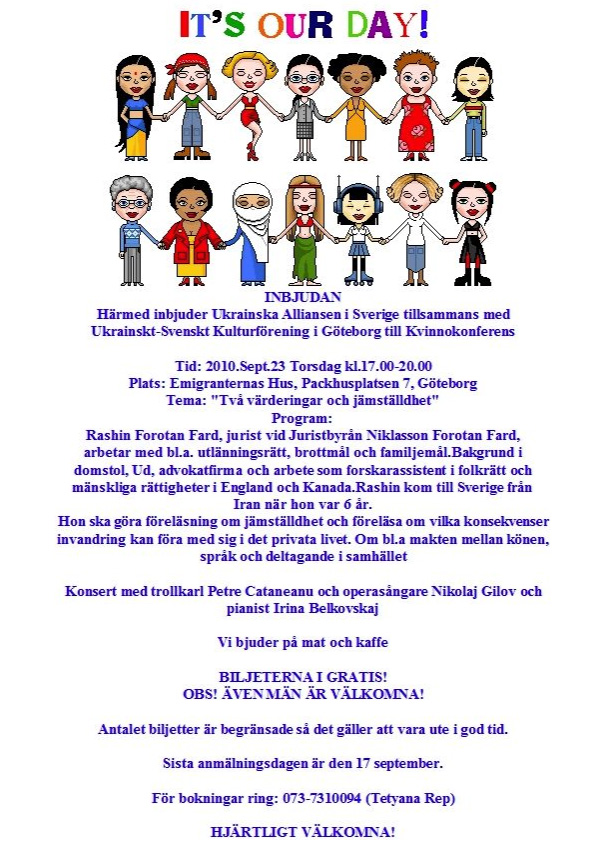 IT'S OUR DAY!
INBJUDAN
Härmed inbjuder Ukrainska Alliansen i Sverige tillsammans med
Ukrainskt-Svenskt Kulturförening i Göteborg till Kvinnokonferens
Tid: 2010.Sept.23 Torsdag kl.17.00-20.00
Plats: Emigranternas Hus, Packhusplatsen 7, Göteborg
Tema: "Två värderingar och jämställdhet"
Program:
Rashin Forotan Fard, jurist vid Juristbyrån Niklasson Forotan Fard,
arbetar med bl.a. utlänningsrätt, brottmål och familjemål.Bakgrund i
domstol, Ud, advokatfirma och arbete som forskarassistent i folkrätt och
mänskliga rättigheter i England och Kanada.Rashin kom till Sverige från
Iran när hon var 6 år.
Hon ska göra föreläsning om jämställdhet och föreläsa om vilka konsekvenser
invandring kan föra med sig i det privata livet. Om bl.a makten mellan könen,
språk och deltagande i samhället
Konsert med trollkarl Petre Cataneanu och operasångare Nikolaj Gilov och
pianist Irina Belkovskaj
Vi bjuder på mat och kaffe
BILJETERNA I GRATIS!
OBS! ÄVEN MÄN ÄR VÄLKOMNA!
Antalet biljetter är begränsade så det gäller att vara ute i god tid.
Sista anmälningsdagen är den 17 september.
För bokningar ring: 073-7310094 (Tetyana Rep)
HJÄRTLIGT VÄLKOMNA!